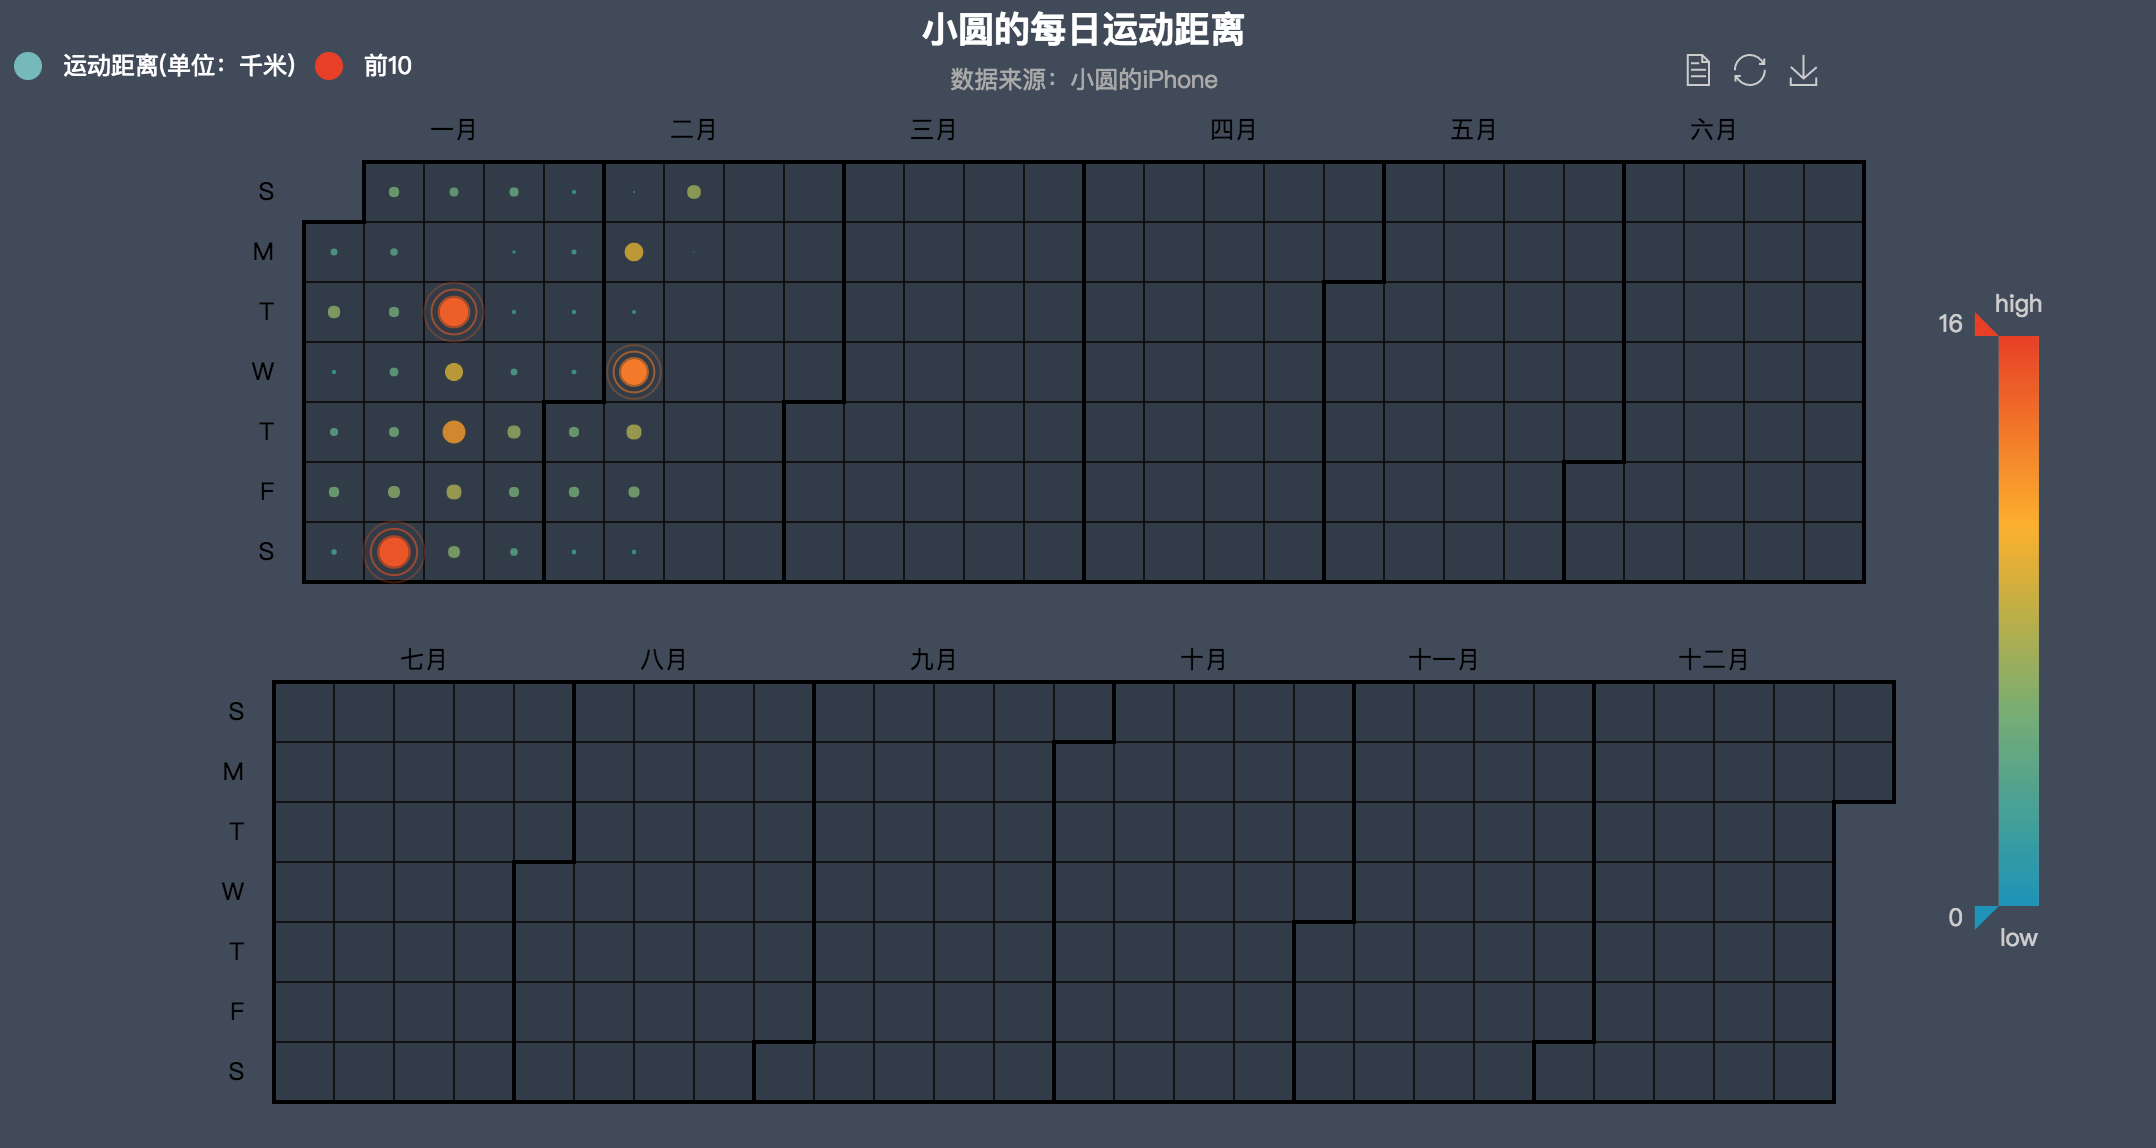 小圆的每日运动距离
运动距离(单位：千米) 前10
数据来源：小圆的iPhone
一月 二月 三月 四月 五月 六月
S
M
T
W
T
F
S
high
16
0
low
七月 八月 九月 十月 十一月 十二月
S
M
T
W
T
F
S